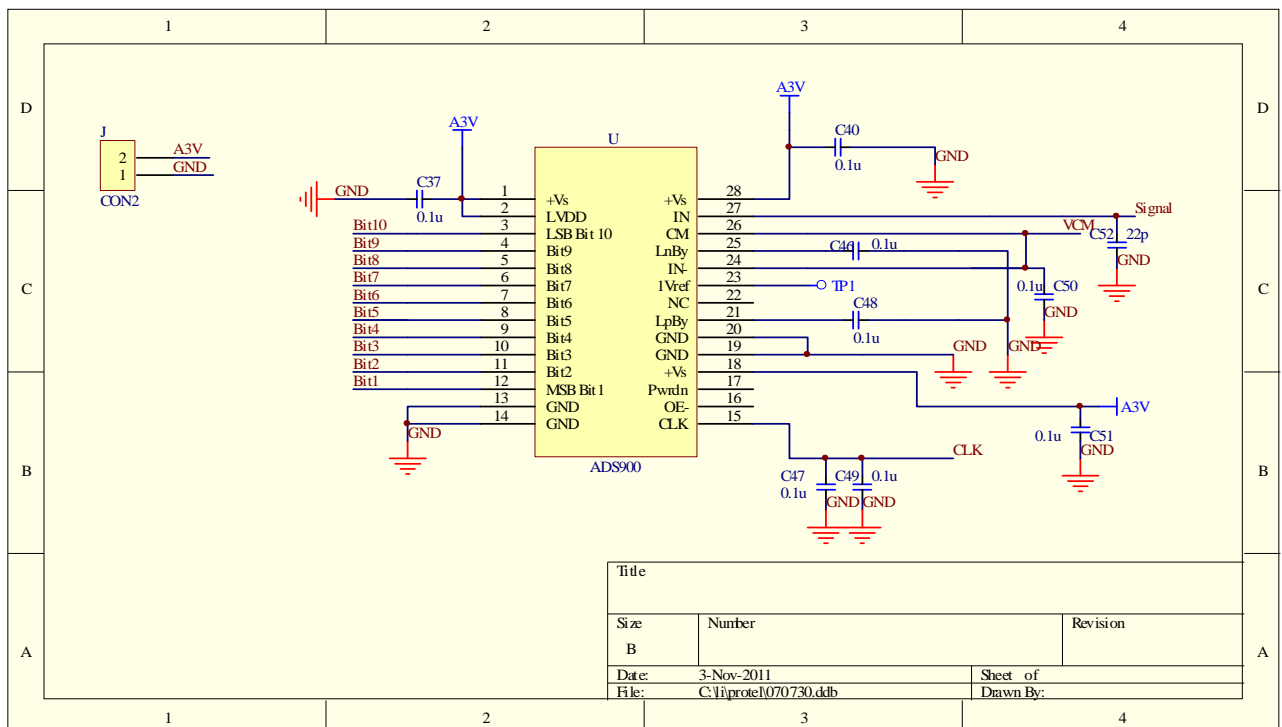 1 2 3 4
D D
C C
B B
A A
J
2 A3V
1 GND
CON2
A3V
GND
C37
0.1u
U
A3V
C40
0.1u
GND
1 +Vs +Vs 28
2 LVDD IN 27 Signal
Bit10 3 LSB Bit 10 CM 26 VCM C52 22p
Bit9 4 Bit9 LnBy 25 C46 0.1u GND
Bit8 5 Bit8 IN- 24
Bit7 6 Bit7 1Vref 23 TP1 0.1u C50
Bit6 7 Bit6 NC 22 GND
Bit5 8 Bit5 LpBy 21 C48
Bit4 9 Bit4 GND 20 0.1u
Bit3 10 Bit3 GND 19 GND GND
Bit2 11 Bit2 +Vs 18
Bit1 12 MSB Bit1 Pwrdn 17
13 GND OE- 16 A3V
14 GND CLK 15
GND
0.1u C51
GND
ADS900
CLK
C47 C49 0.1u
0.1u
GND GND
Title
Size Number Revision
B
Date: 3-Nov-2011 Sheet of
File: C:\li\protel\070730.ddb Drawn By:
1 2 3 4